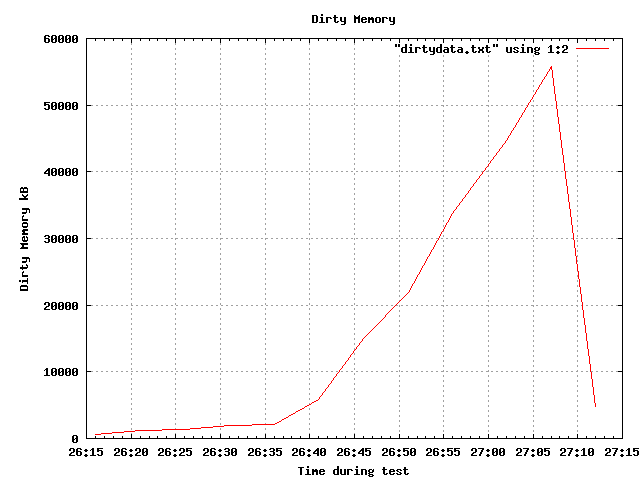 Dirty Memory
"dirtydata.txt" using 1:2
60000
50000
40000
30000
20000
10000
0
Dirty Memory kB
26:15 26:20 26:25 26:30 26:35 26:40 26:45 26:50 26:55 27:00 27:05 27:10 27:15
Time during test